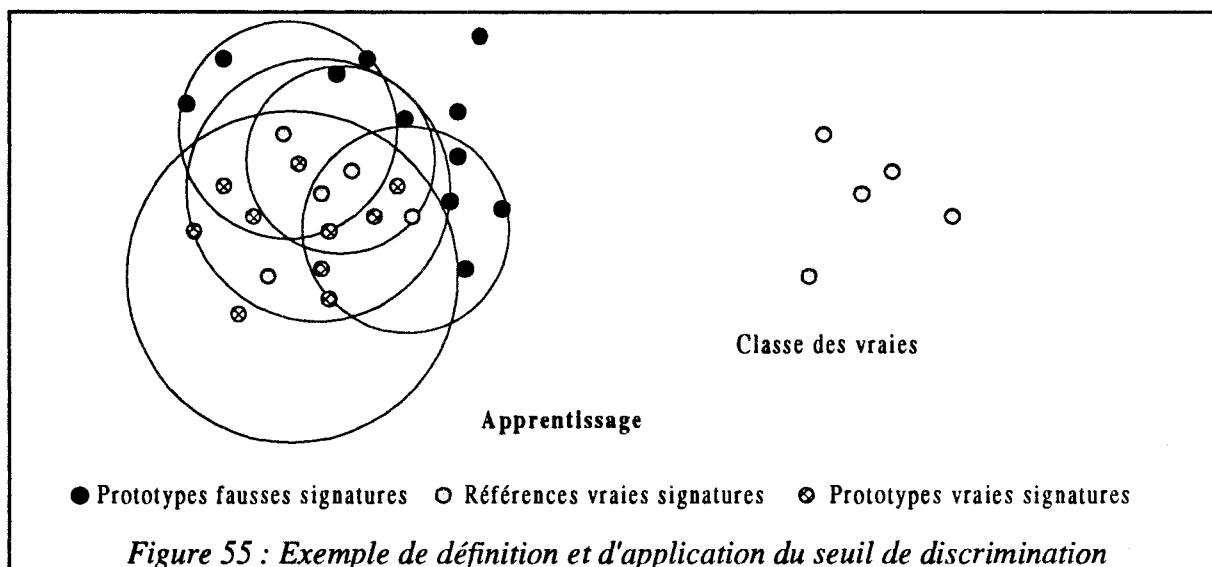 Classe des vraies
Apprentissage
Prototypes fausses signatures Références vraies signatures Prototypes vraies signatures
Figure 55 : Exemple de définition et d'application du seuil de discrimination